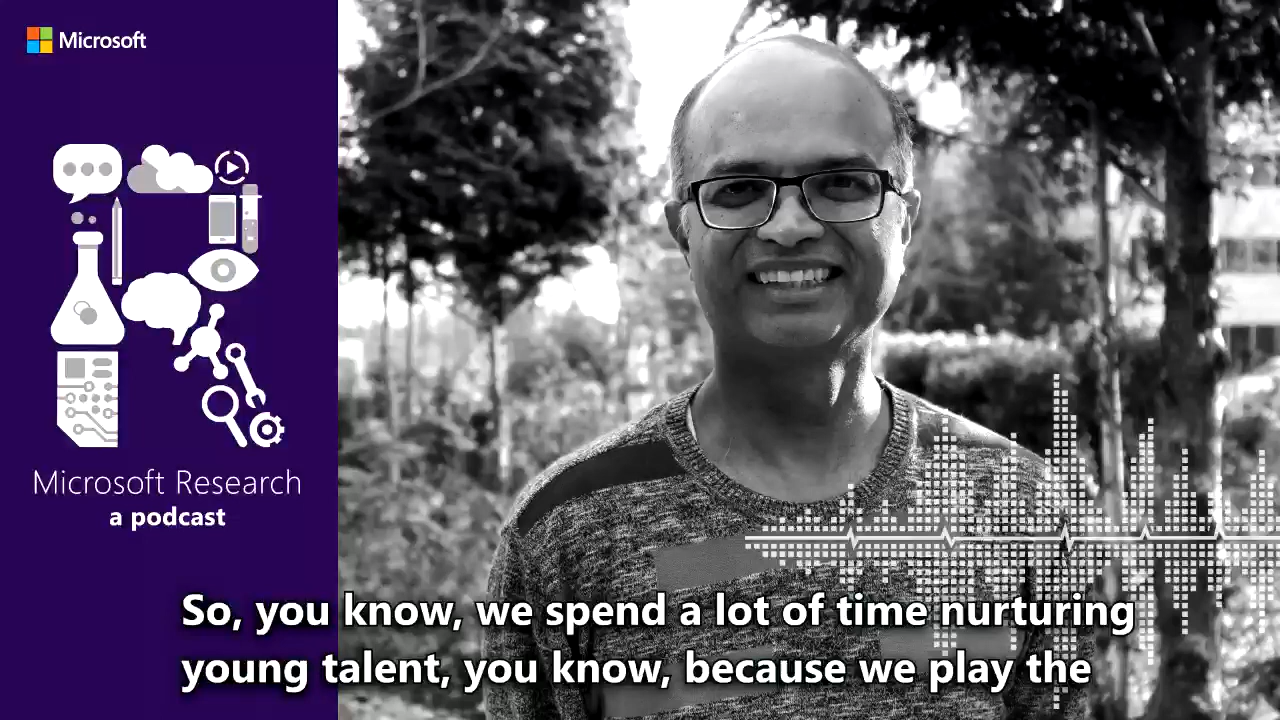 Microsoft
Microsoft Research
a podcast
So, you know, we spend a lot of time nurturing
young talent, you know, because we play the